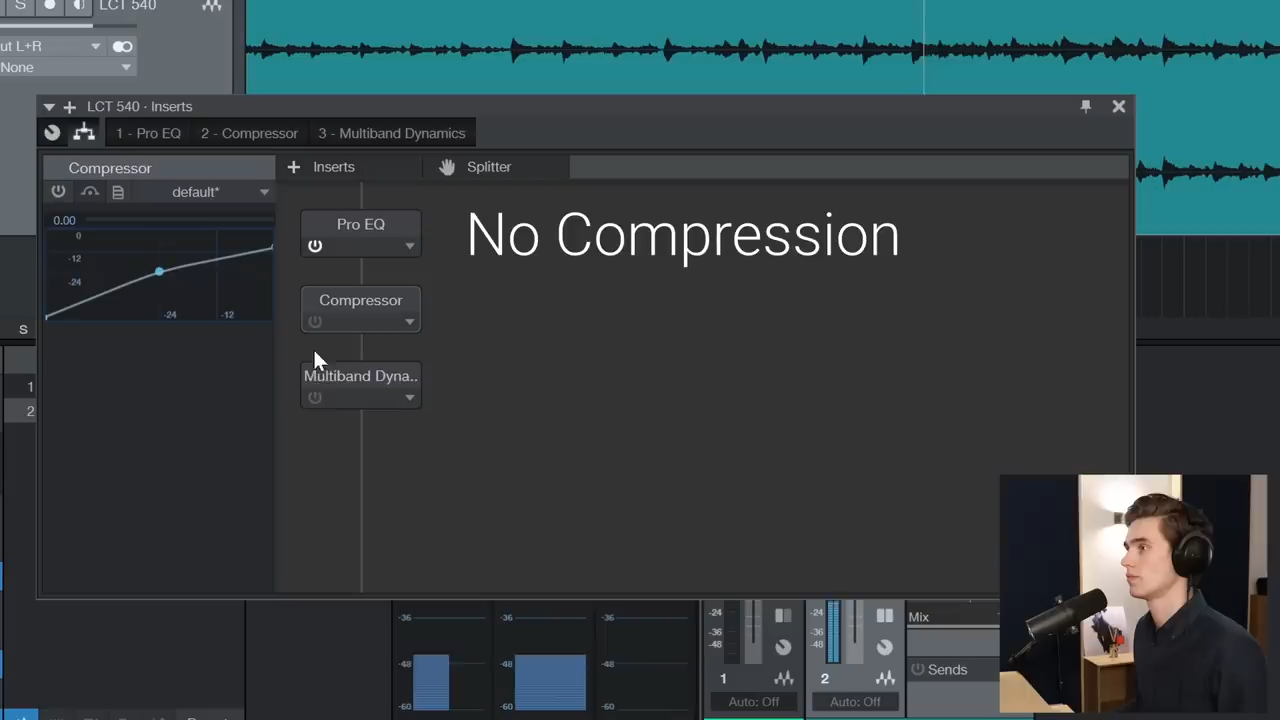 S LCT 540
ut L+R
None
LCT 540 · Inserts
1 - Pro EQ 2 - Compressor 3 - Multiband Dynamics
Compressor Inserts Splitter
default*
0.00
0
-12
-24
-24 -12
Pro EQ
No Compression
Compressor
Multiband Dyna..
S
1
2
-36 -36 -36
-48 -48 -48
-60 -60 -60
-24 -24
-36 -36
-48 -48
Mix
1 2
Sends
Auto: Off Auto: Off